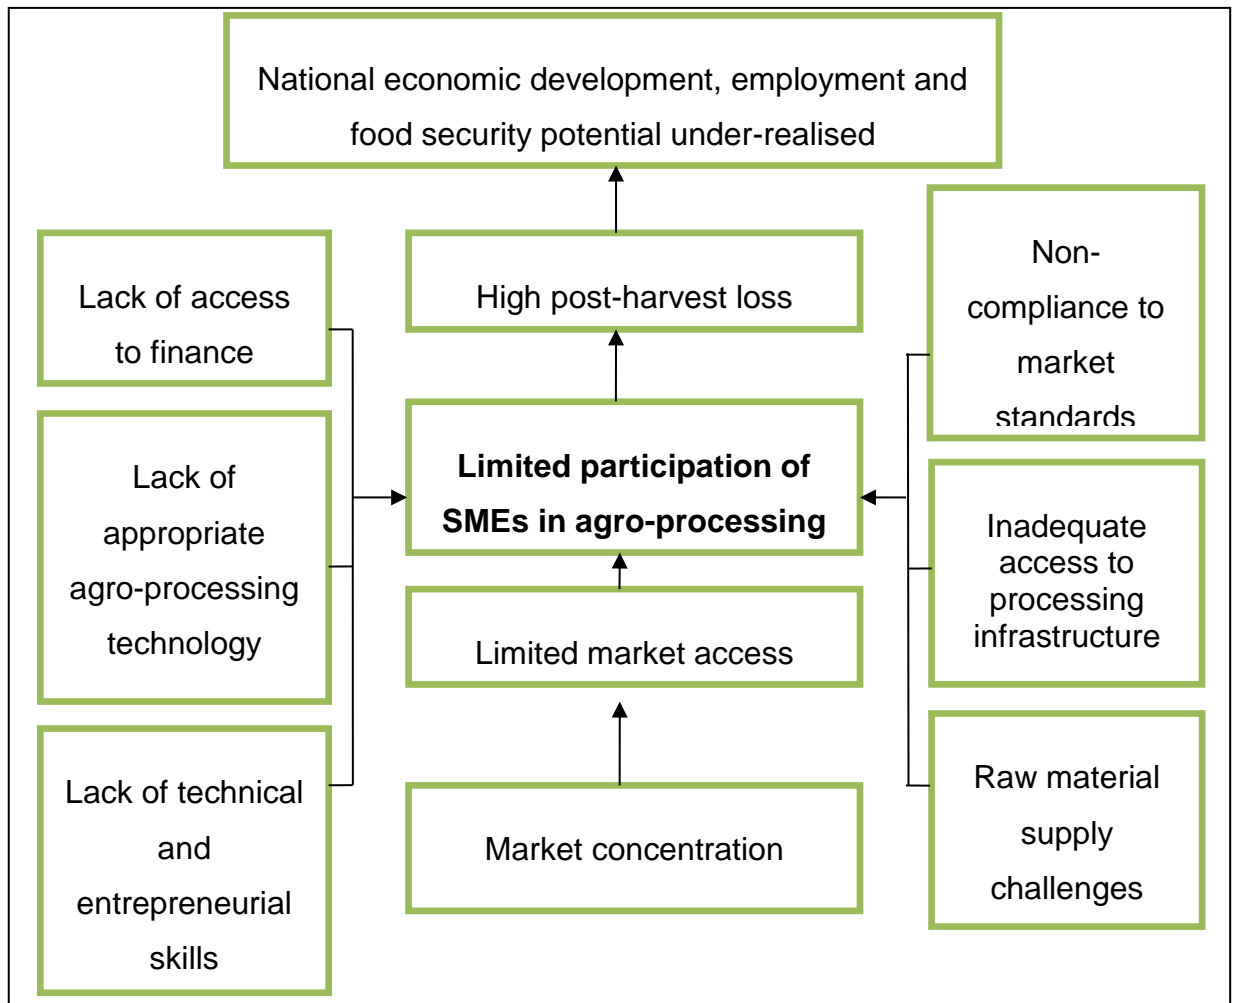 National economic development, employment and
food security potential under-realised
Lack of access
to finance
High post-harvest loss
Non-
compliance to
market
standards
Lack of
appropriate
agro-processing
technology
Limited participation of
SMEs in agro-processing
Inadequate
access to
processing
infrastructure
Limited market access
Lack of technical
and
entrepreneurial
skills
Market concentration
Raw material
supply
challenges